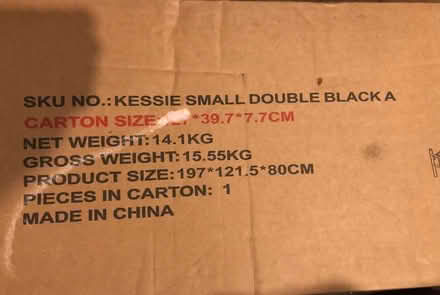 SKU NO.: KESSIE SMALL DOUBLE BLACK A
CARTON SIZE: *39.7*7.7CM
NET WEIGHT:14.1KG
GROSS WEIGHT:15.55KG
PRODUCT SIZE:197*121.5*80CM
PIECES IN CARTON: 1
MADE IN CHINA